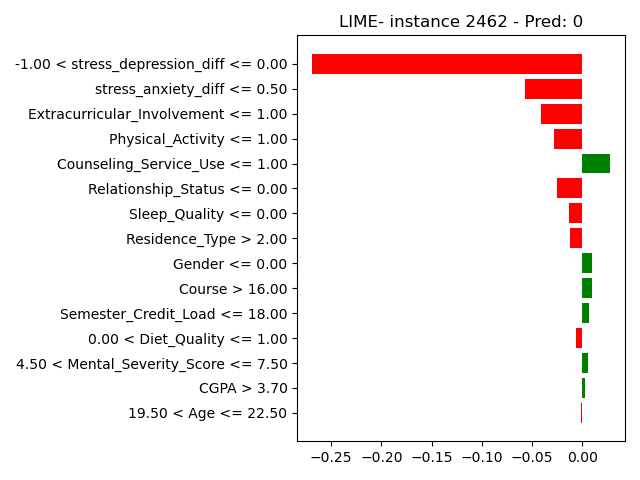 LIME- instance 2462 - Pred: 0
-1.00 < stress_depression_diff <= 0.00
stress_anxiety_diff <= 0.50
Extracurricular_Involvement <= 1.00
Physical_Activity <= 1.00
Counseling_Service_Use <= 1.00
Relationship_Status <= 0.00
Sleep_Quality <= 0.00
Residence_Type > 2.00
Gender <= 0.00
Course > 16.00
Semester_Credit_Load <= 18.00
0.00 < Diet_Quality <= 1.00
4.50 < Mental_Severity_Score <= 7.50
CGPA > 3.70
19.50 < Age <= 22.50
−0.25 −0.20 −0.15 −0.10 −0.05 0.00